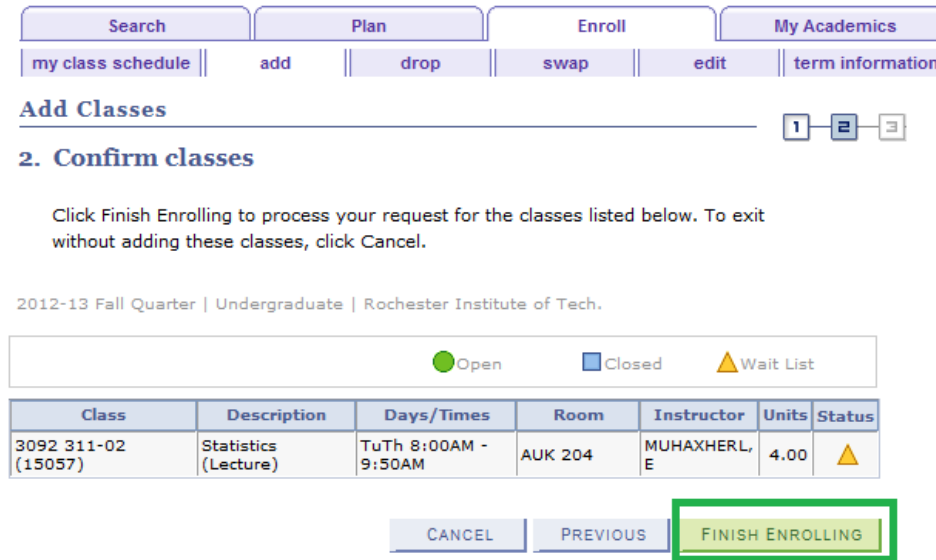 Search Plan Enroll My Academics
my class schedule add drop swap edit term information
Add Classes
1 2 3
2. Confirm classes
Click Finish Enrolling to process your request for the classes listed below. To exit
without adding these classes, click Cancel.
2012-13 Fall Quarter | Undergraduate | Rochester Institute of Tech.
Open Closed Wait List
Class Description Days/Times Room Instructor Units Status
3092 311-02 Statistics TuTh 8:00AM - AUK 204 MUHAXHERL, 4.00
(15057) (Lecture) 9:50AM E
CANCEL PREVIOUS FINISH ENROLLING